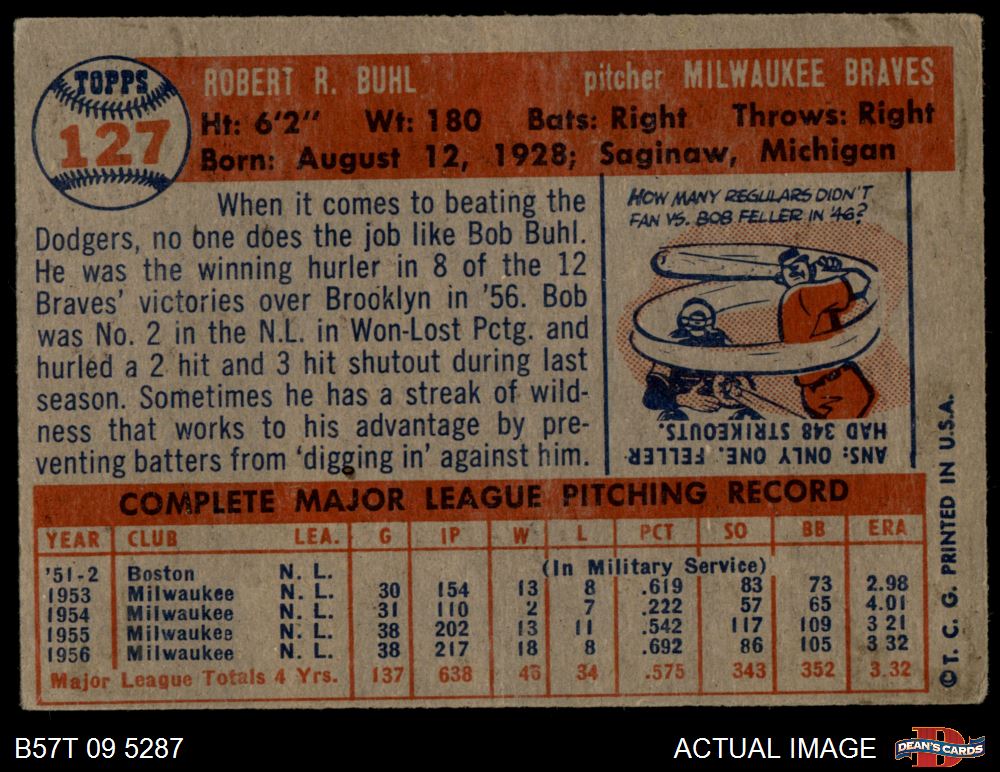 TOPPS
127
ROBERT R. BUHL pitcher MILWAUKEE BRAVES
Ht: 6'2" Wt: 180 Bats: Right Throws: Right
Born: August 12, 1928; Saginaw, Michigan
When it comes to beating the
Dodgers, no one does the job like Bob Buhl.
He was the winning hurler in 8 of the 12
Braves' victories over Brooklyn in '56. Bob
was No. 2 in the N.L. in Won-Lost Pctg. and
hurled a 2 hit and 3 hit shutout during last
season. Sometimes he has a streak of wild-
ness that works to his advantage by pre-
venting batters from 'digging in' against him.
HOW MANY REGULARS DIDN'T
FAN VS. BOB FELLER IN '46?
ANS: ONLY ONE. FELLER
HAD 348 STRIKEOUTS.
COMPLETE MAJOR LEAGUE PITCHING RECORD
YEAR CLUB LEA. G IP W L PCT SO BB ERA
'51-2 Boston N. L. (In Military Service)
1953 Milwaukee N. L. 30 154 13 8 .619 83 73 2.98
1954 Milwaukee N. L. 31 110 2 7 .222 57 65 4.01
1955 Milwaukee N. L. 38 202 13 11 .542 117 109 3 21
1956 Milwaukee N. L. 38 217 18 8 .692 86 105 3 32
Major League Totals 4 Yrs. 137 638 46 34 .575 343 352 3.32
© T. C. G. PRINTED IN U.S.A.
B57T 09 5287 ACTUAL IMAGE
D
DEAN'S CARDS